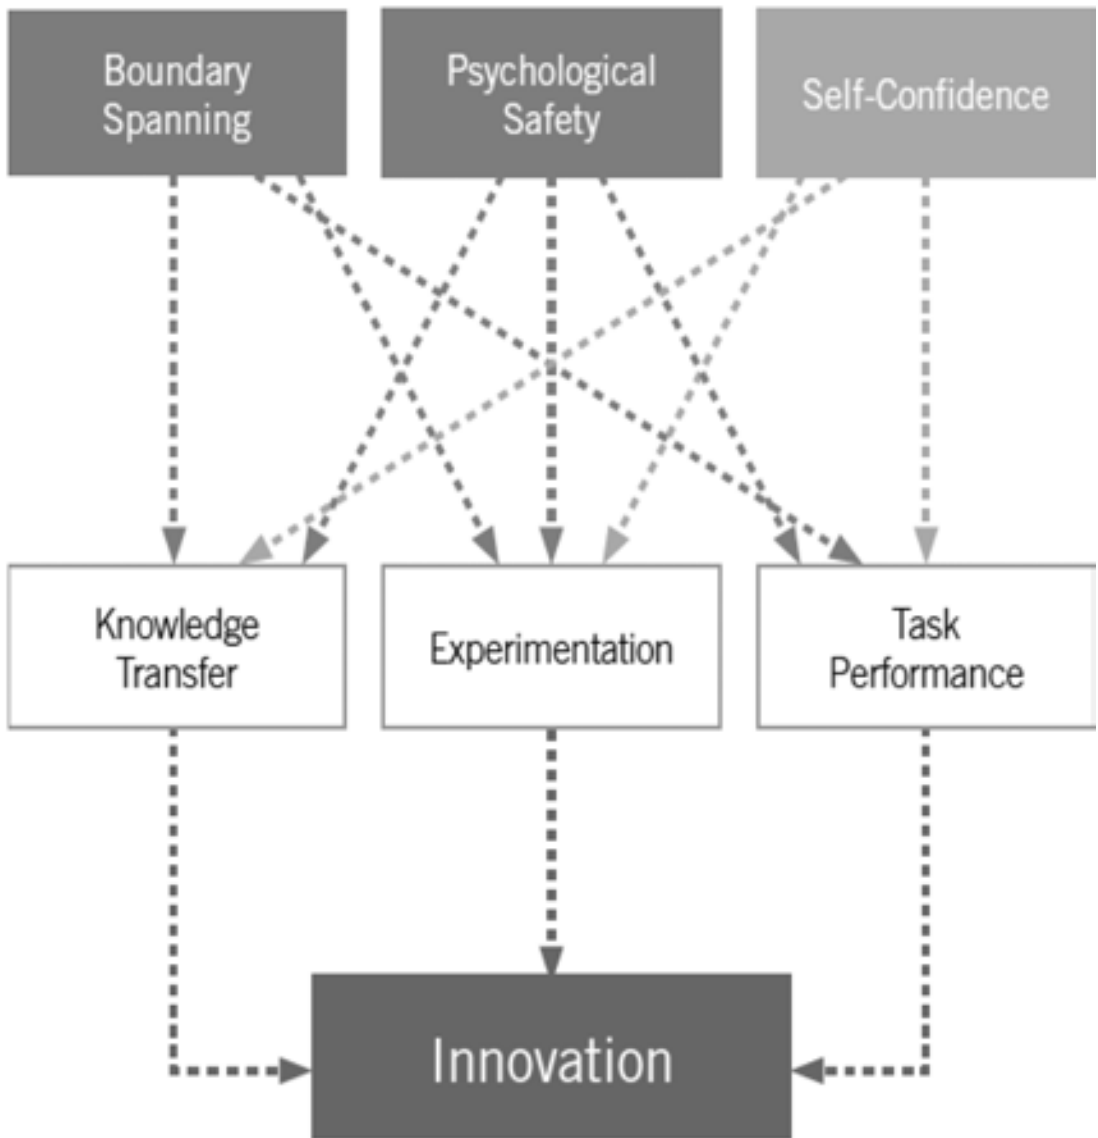 Boundary
Spanning
Psychological
Safety
Self-Confidence
Knowledge
Transfer
Experimentation
Task
Performance
Innovation